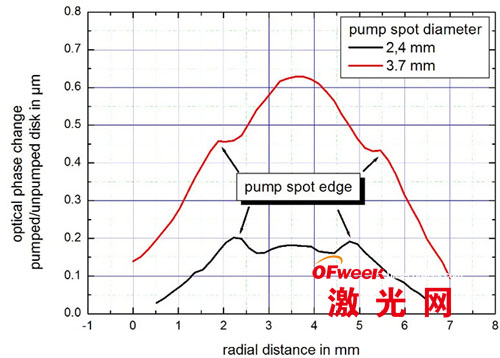 0.8
0.7
0.6
0.5
0.4
0.3
0.2
0.1
0.0
-1 0 1 2 3 4 5 6 7 8
optical phase change
pumped/unpumped disk in µm
radial distance in mm
pump spot diameter
2,4 mm
3.7 mm
pump spot edge
OFweek
激光网